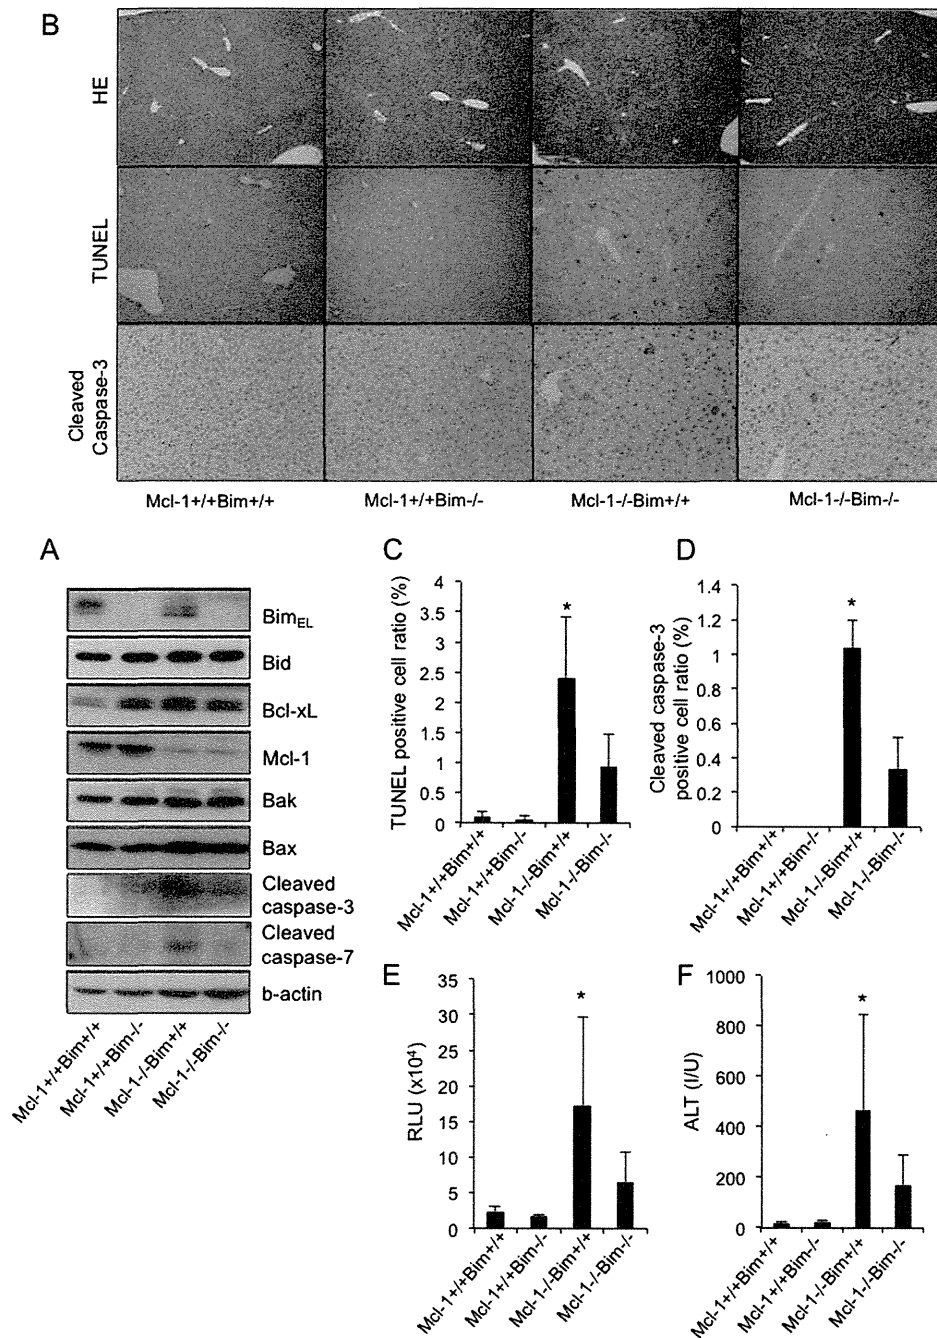 B
HE
TUNEL
Cleaved
Caspase-3
Mcl-1+/+Bim+/+
Mcl-1+/+Bim-/-
Mcl-1-/-Bim+/+
Mcl-1-/-Bim-/-
A
BimEL
Bid
Bcl-xL
Mcl-1
Bak
Bax
Cleaved
caspase-3
Cleaved
caspase-7
b-actin
Mcl-1+/+Bim+/+
Mcl-1+/+Bim-/-
Mcl-1-/-Bim+/+
Mcl-1-/-Bim-/-
C
TUNEL positive cell ratio (%)
4
3.5
3
2.5
2
1.5
1
0.5
0
*
Mcl-1+/+Bim+/+
Mcl-1+/+Bim-/-
Mcl-1-/-Bim+/+
Mcl-1-/-Bim-/-
D
Cleaved caspase-3
positive cell ratio (%)
1.4
1.2
1
0.8
0.6
0.4
0.2
0
*
Mcl-1+/+Bim+/+
Mcl-1+/+Bim-/-
Mcl-1-/-Bim+/+
Mcl-1-/-Bim-/-
E
RLU (x10⁴)
35
30
25
20
15
10
5
0
*
Mcl-1+/+Bim+/+
Mcl-1+/+Bim-/-
Mcl-1-/-Bim+/+
Mcl-1-/-Bim-/-
F
ALT (I/U)
1000
800
600
400
200
0
*
Mcl-1+/+Bim+/+
Mcl-1+/+Bim-/-
Mcl-1-/-Bim+/+
Mcl-1-/-Bim-/-